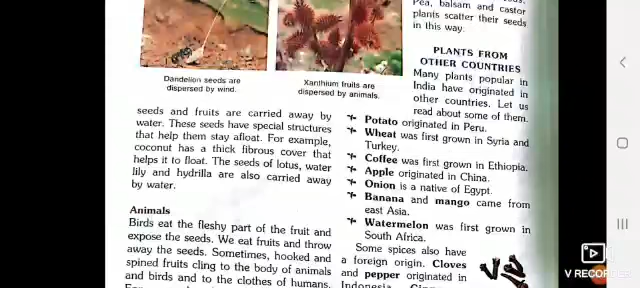 Pea, balsam and castor
plants scatter their seeds
in this way.
Dandelion seeds are
dispersed by wind.
Xanthium fruits are
dispersed by animals.
seeds and fruits are carried away by
water. These seeds have special structures
that help them stay afloat. For example,
coconut has a thick fibrous cover that
helps it to float. The seeds of lotus, water
lily and hydrilla are also carried away
by water.
Animals
Birds eat the fleshy part of the fruit and
expose the seeds. We eat fruits and throw
away the seeds. Sometimes, hooked and
spined fruits cling to the body of animals
and birds and to the clothes of humans.
PLANTS FROM
OTHER COUNTRIES
Many plants popular in
India have originated in
other countries. Let us
read about some of them.
Potato originated in Peru.
Wheat was first grown in Syria and
Turkey.
Coffee was first grown in Ethiopia.
Apple originated in China.
Onion is a native of Egypt.
Banana and mango came from
east Asia.
Watermelon was first grown in
South Africa.
Some spices also have
a foreign origin. Cloves
and pepper originated in
Indonesia.
V RECORDER